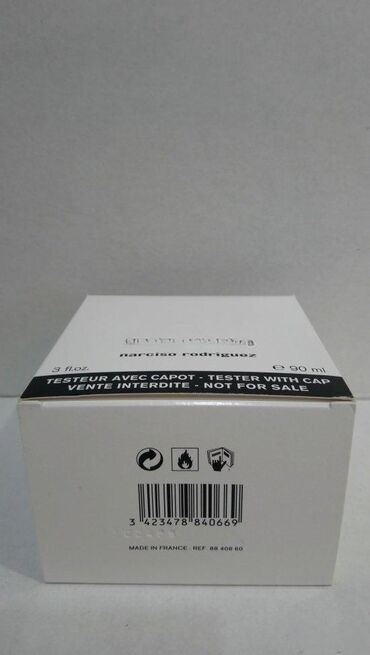 narciso rodriguez
3 fl.oz. ℮ 90 ml
TESTEUR AVEC CAPOT - TESTER WITH CAP
VENTE INTERDITE - NOT FOR SALE
3 423478 840669
MADE IN FRANCE - REF. 88 406 60